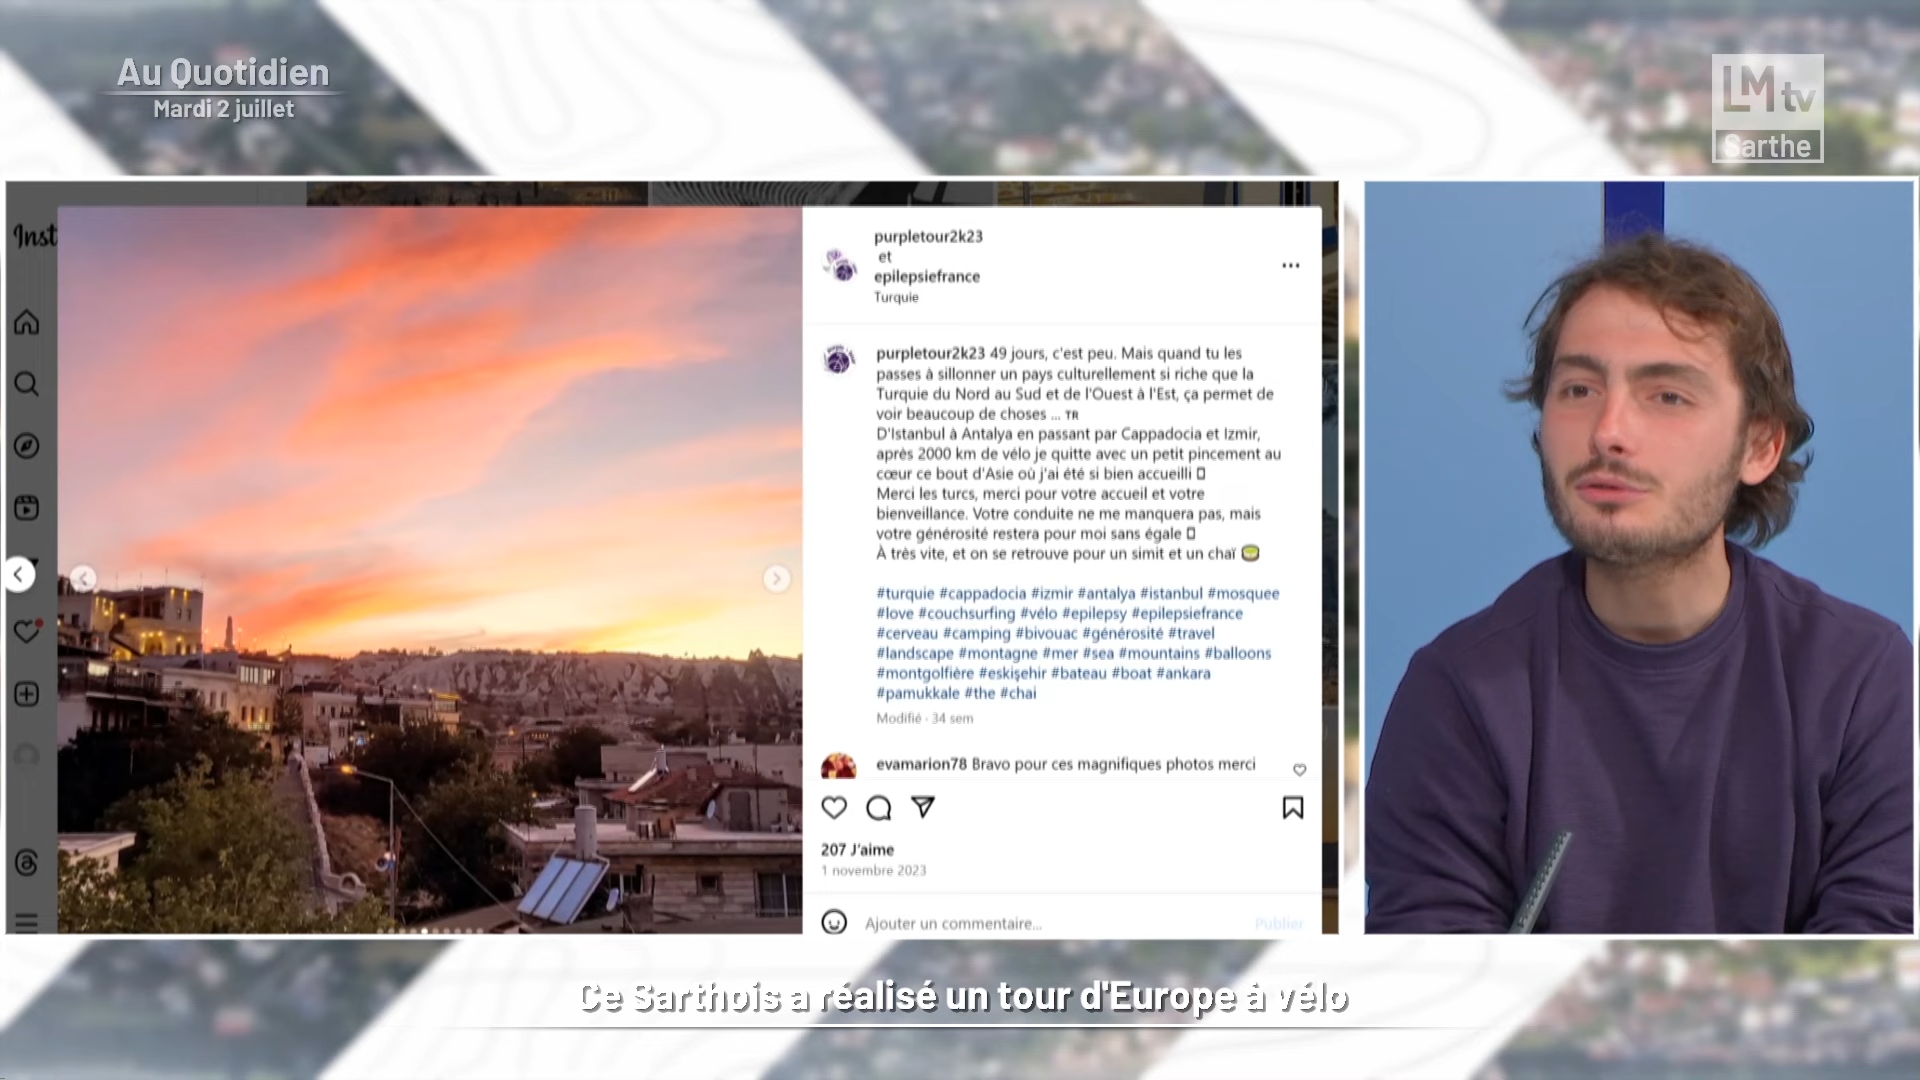 Au Quotidien
Mardi 2 juillet
LMtv
Sarthe
Inst
purpletour2k23
et
epilepsiefrance
Turquie
purpletour2k23 49 jours, c'est peu. Mais quand tu les
passes à sillonner un pays culturellement si riche que la
Turquie du Nord au Sud et de l'Ouest à l'Est, ça permet de
voir beaucoup de choses ... TR
D'Istanbul à Antalya en passant par Cappadocia et Izmir,
après 2000 km de vélo je quitte avec un petit pincement au
cœur ce bout d'Asie où j'ai été si bien accueilli
Merci les turcs, merci pour votre accueil et votre
bienveillance. Votre conduite ne me manquera pas, mais
votre générosité restera pour moi sans égale
À très vite, et on se retrouve pour un simit et un chaï
#turquie #cappadocia #izmir #antalya #istanbul #mosquee
#love #couchsurfing #vélo #epilepsy #epilepsiefrance
#cerveau #camping #bivouac #générosité #travel
#landscape #montagne #mer #sea #mountains #balloons
#montgolfière #eskişehir #bateau #boat #ankara
#pamukkale #the #chai
Modifié · 34 sem
evamarion78 Bravo pour ces magnifiques photos merci
207 J'aime
1 novembre 2023
Ajouter un commentaire...
Publier
Ce Sarthois a réalisé un tour d'Europe à vélo